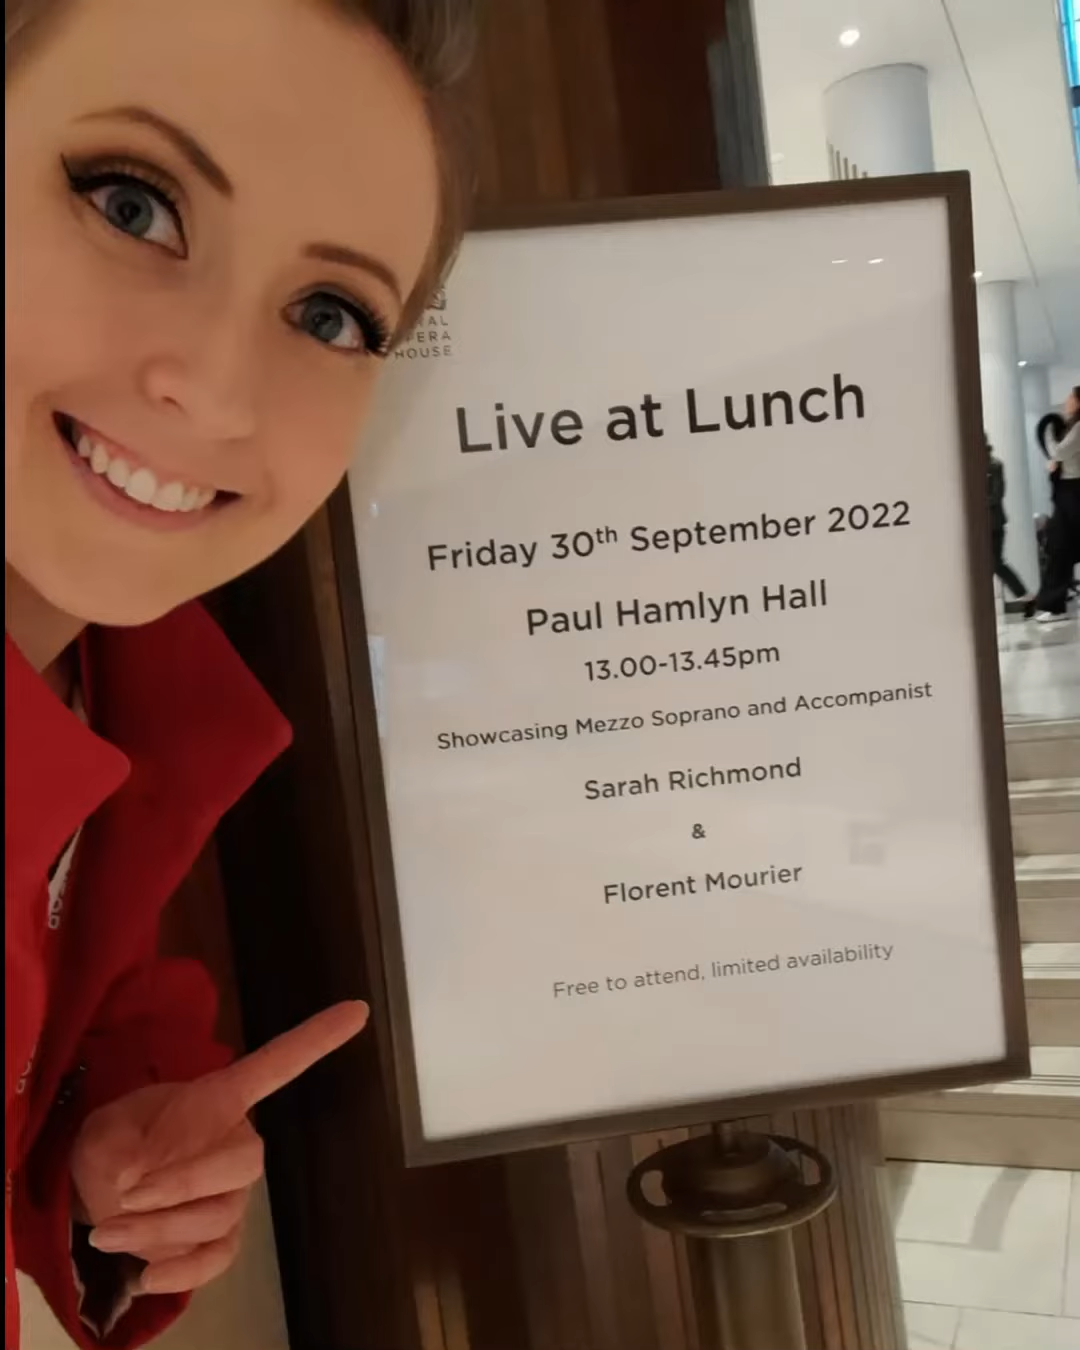 HOUSE
Live at Lunch
Friday 30th September 2022
Paul Hamlyn Hall
13.00-13.45pm
Showcasing Mezzo Soprano and Accompanist
Sarah Richmond
&
Florent Mourier
Free to attend, limited availability